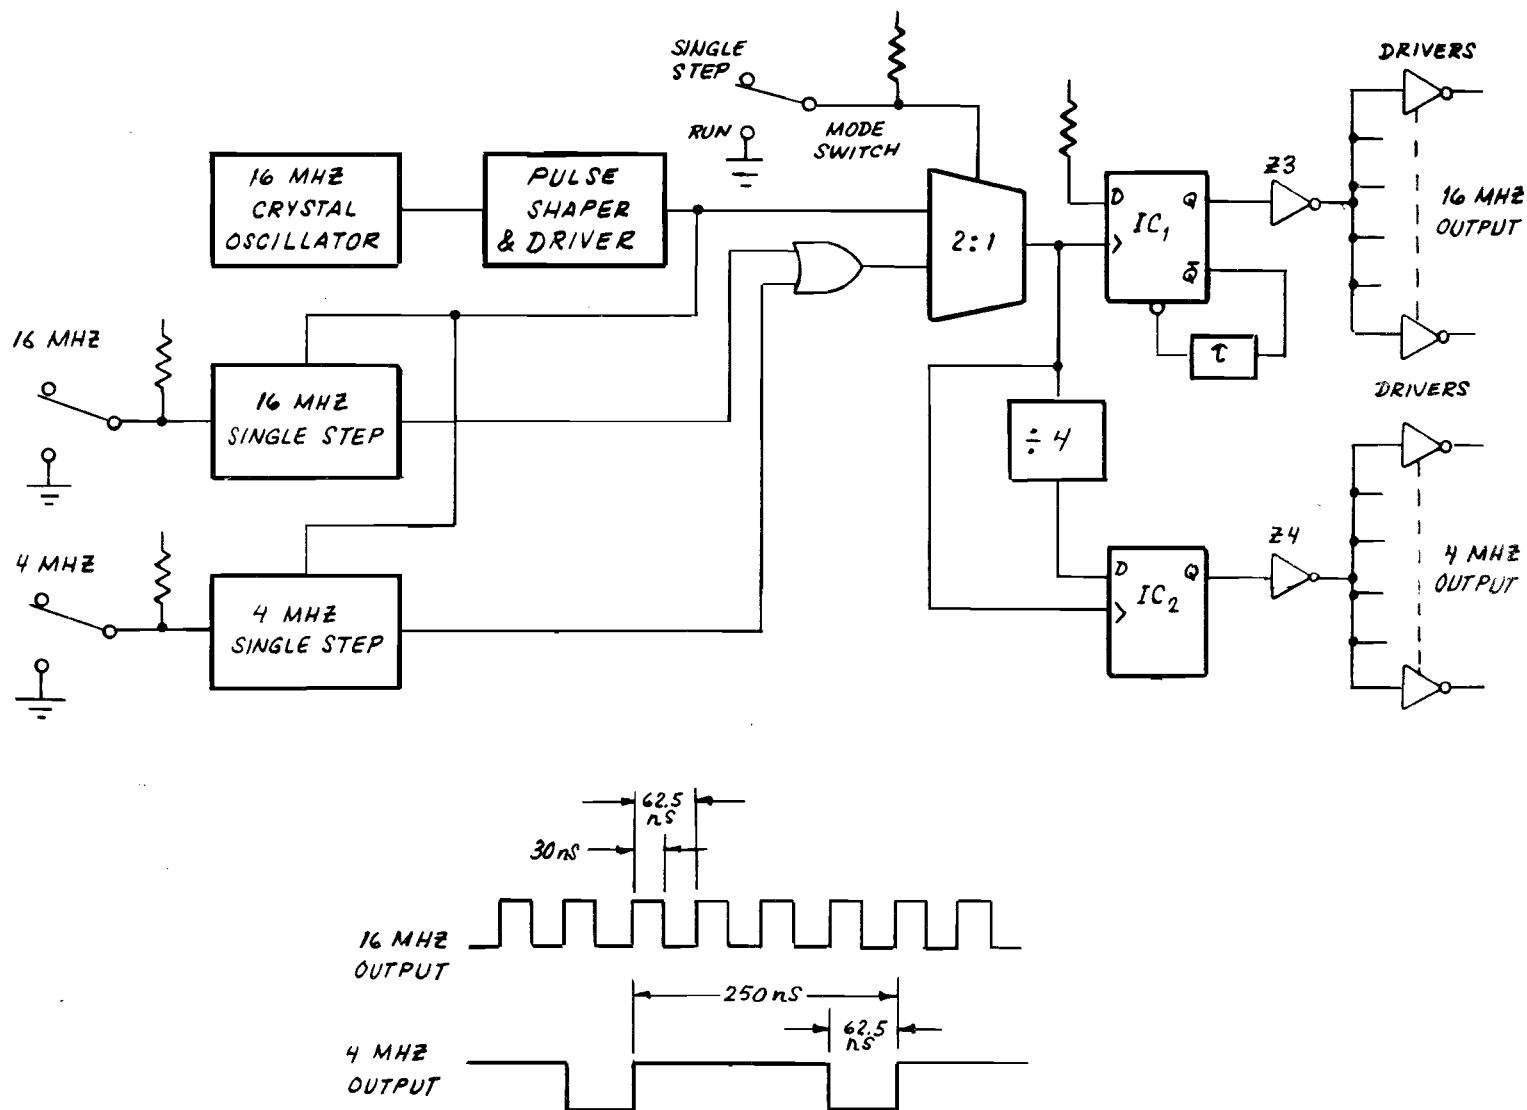 SINGLE
STEP
RUN
MODE
SWITCH
DRIVERS
16 MHZ
CRYSTAL
OSCILLATOR
PULSE
SHAPER
& DRIVER
2:1
D
Q
IC1
Q̅
τ
Z3
16 MHZ
OUTPUT
16 MHZ
16 MHZ
SINGLE STEP
÷ 4
DRIVERS
4 MHZ
4 MHZ
SINGLE STEP
D
Q
IC2
Z4
4 MHZ
OUTPUT
62.5
nS
30nS
16 MHZ
OUTPUT
250nS
62.5
nS
4 MHZ
OUTPUT